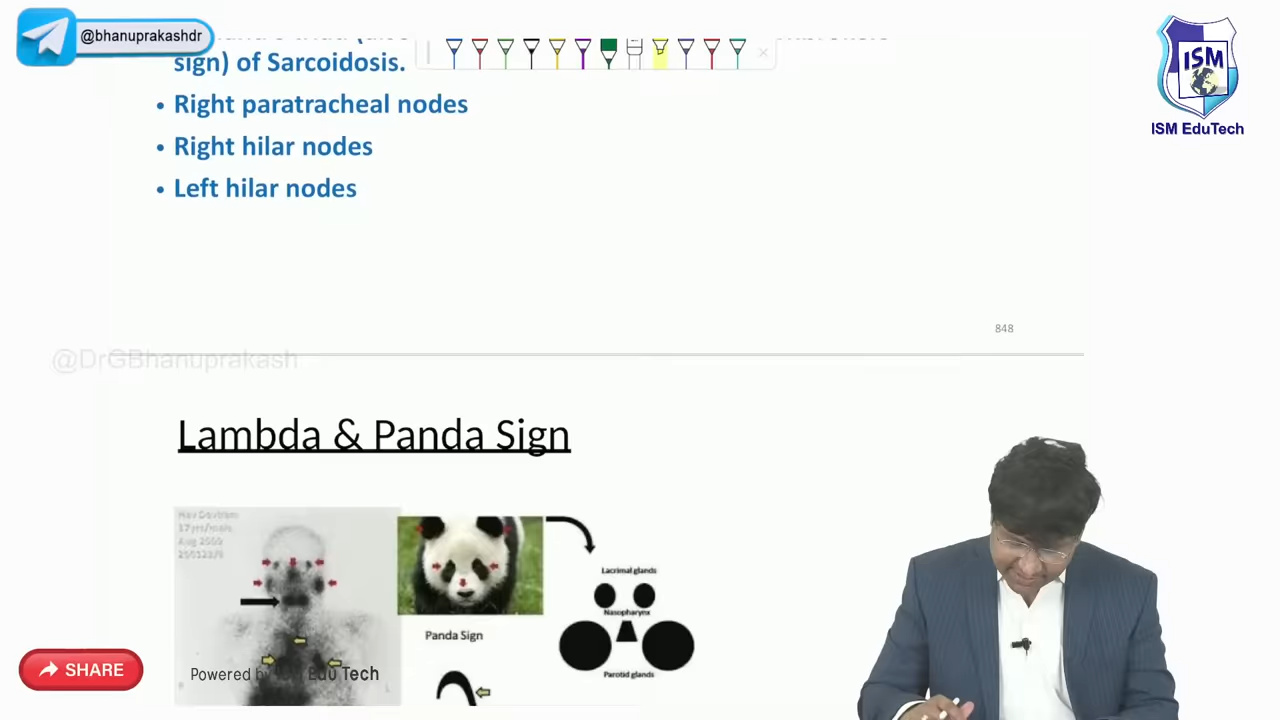 @bhanuprakashdr
ISM
ISM EduTech
sign) of Sarcoidosis.
• Right paratracheal nodes
• Right hilar nodes
• Left hilar nodes
848
@DrGBhanuprakash
Lambda & Panda Sign
Aug
Lacrimal glands
Nasopharynx
Parotid glands
Panda Sign
SHARE
Powered by Edu Tech